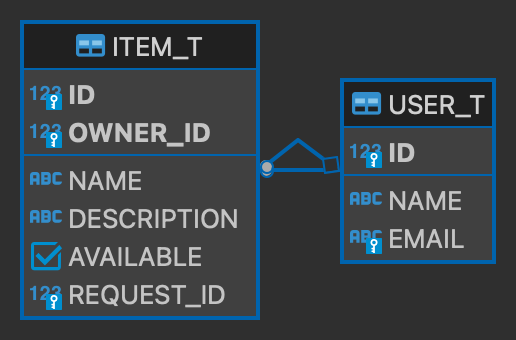 ITEM_T
123 ID
123 OWNER_ID
ABC NAME
ABC DESCRIPTION
AVAILABLE
123 REQUEST_ID
USER_T
123 ID
ABC NAME
ABC EMAIL